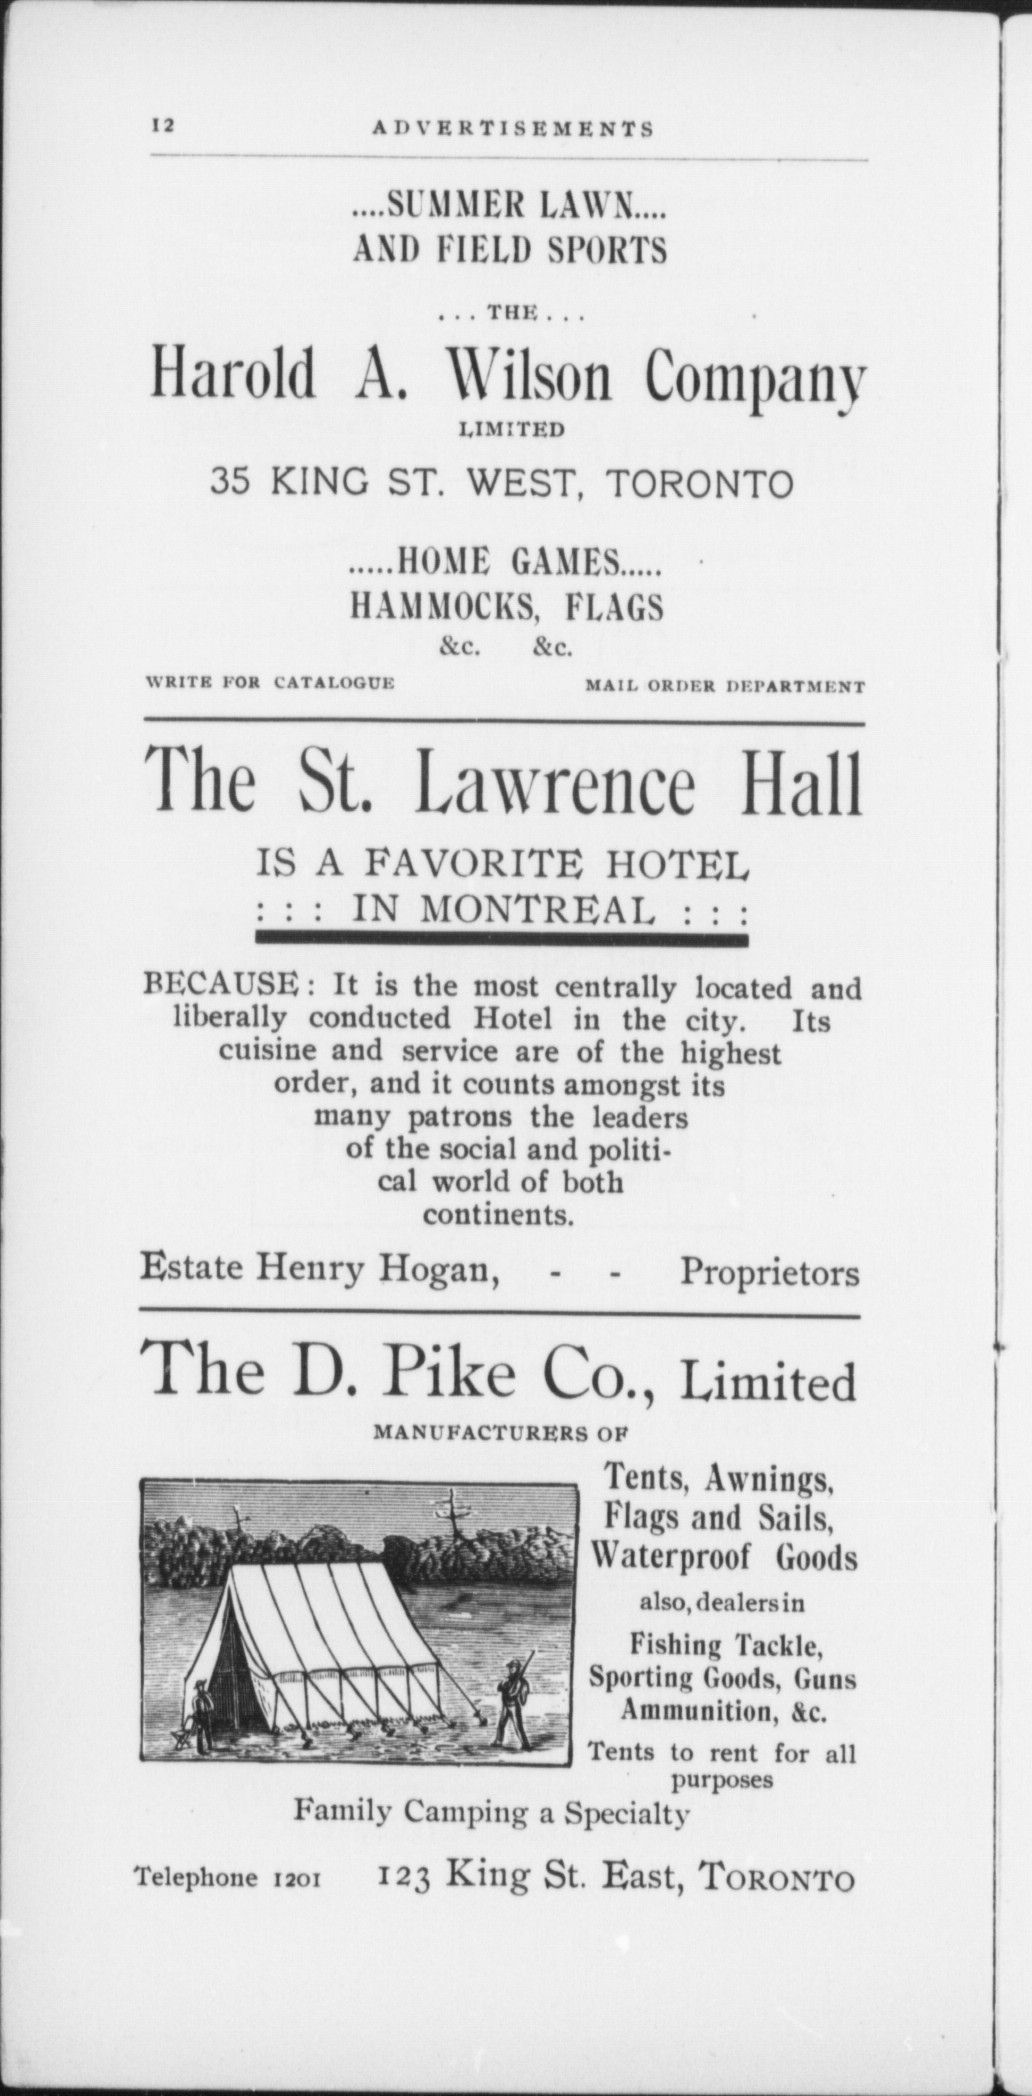 12 ADVERTISEMENTS
....SUMMER LAWN....
AND FIELD SPORTS
... THE ...
Harold A. Wilson Company
LIMITED
35 KING ST. WEST, TORONTO
.....HOME GAMES.....
HAMMOCKS, FLAGS
&c. &c.
WRITE FOR CATALOGUE MAIL ORDER DEPARTMENT
The St. Lawrence Hall
IS A FAVORITE HOTEL
: : : IN MONTREAL : : :
BECAUSE: It is the most centrally located and
liberally conducted Hotel in the city. Its
cuisine and service are of the highest
order, and it counts amongst its
many patrons the leaders
of the social and politi-
cal world of both
continents.
Estate Henry Hogan, - - Proprietors
The D. Pike Co., Limited
MANUFACTURERS OF
Tents, Awnings,
Flags and Sails,
Waterproof Goods
also, dealers in
Fishing Tackle,
Sporting Goods, Guns
Ammunition, &c.
Tents to rent for all
purposes
Family Camping a Specialty
Telephone 1201 123 King St. East, TORONTO